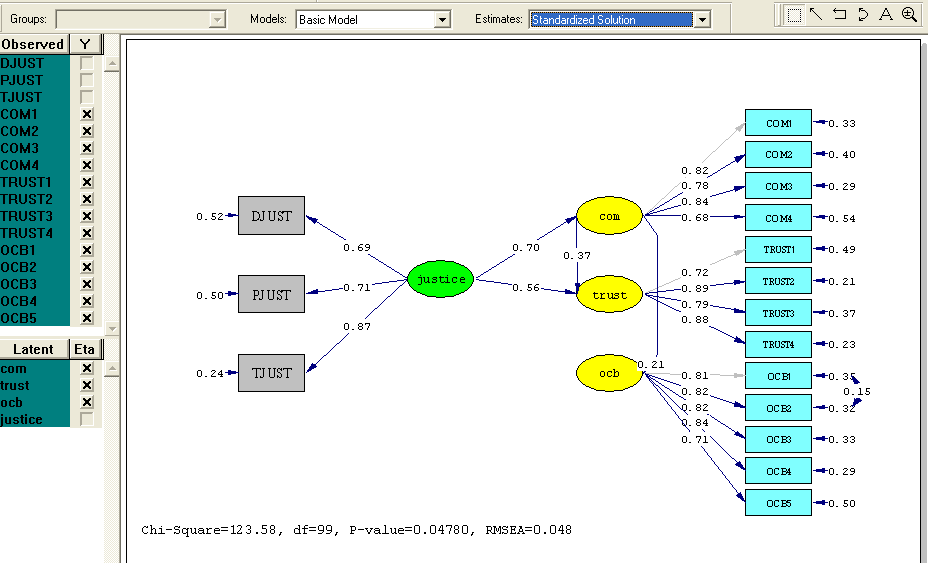 Groups: Models: Basic Model Estimates: Standardized Solution
Observed Y
DJUST
PJUST
TJUST
COM1
COM2
COM3
COM4
TRUST1
TRUST2
TRUST3
TRUST4
OCB1
OCB2
OCB3
OCB4
OCB5
Latent Eta
com
trust
ocb
justice
0.52 DJUST
0.50 PJUST
0.24 TJUST
0.69
0.71
0.87
justice
0.70
0.56
com
0.37
trust
ocb
0.21
0.82
0.78
0.84
0.68
0.72
0.89
0.79
0.88
0.81
0.82
0.82
0.84
0.71
COM1 0.33
COM2 0.40
COM3 0.29
COM4 0.54
TRUST1 0.49
TRUST2 0.21
TRUST3 0.37
TRUST4 0.23
OCB1 0.35
0.15
OCB2 0.32
OCB3 0.33
OCB4 0.29
OCB5 0.50
Chi-Square=123.58, df=99, P-value=0.04780, RMSEA=0.048